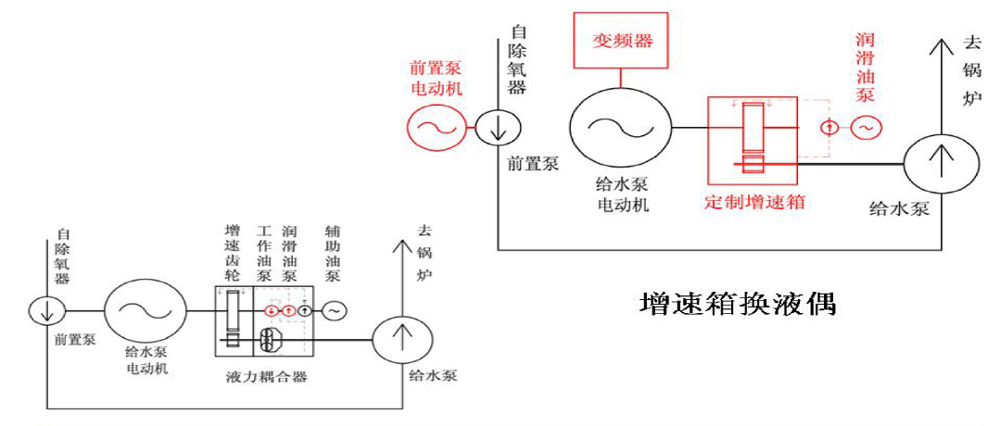 自除氧器
前置泵
电动机
前置泵
变频器
给水泵
电动机
定制增速箱
润滑油泵
去锅炉
给水泵
增速箱换液偶
自除氧器
前置泵
给水泵
电动机
增速齿轮
工作油泵
润滑油泵
辅助油泵
液力耦合器
去锅炉
给水泵